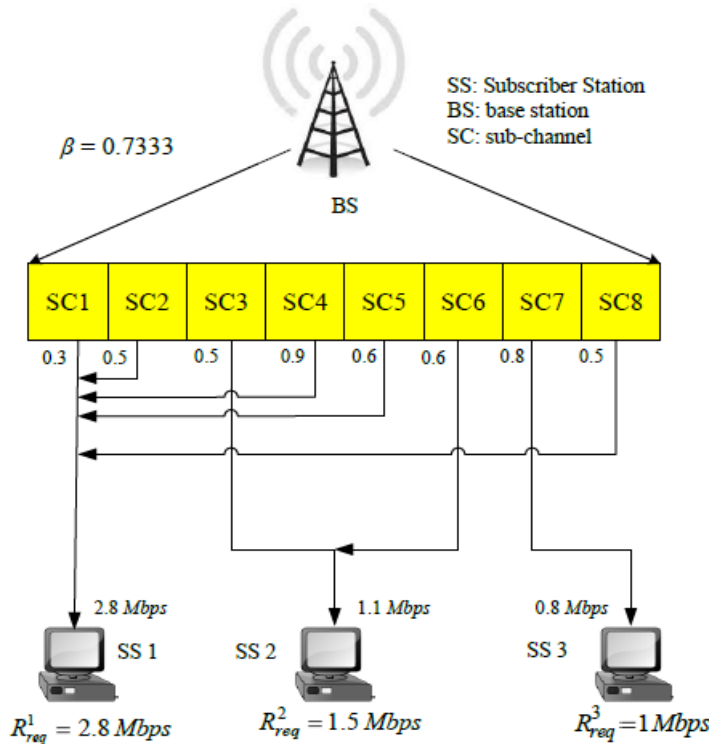 SS: Subscriber Station
BS: base station
SC: sub-channel
β = 0.7333
BS
SC1 SC2 SC3 SC4 SC5 SC6 SC7 SC8
0.3 0.5 0.5 0.9 0.6 0.6 0.8 0.5
2.8 Mbps 1.1 Mbps 0.8 Mbps
SS 1 SS 2 SS 3
R¹req = 2.8 Mbps R²req = 1.5 Mbps R³req = 1 Mbps